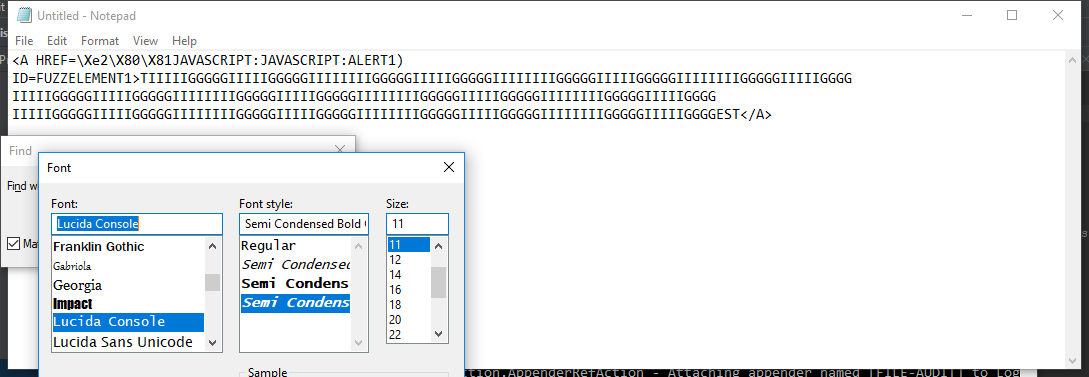 Untitled - Notepad
File Edit Format View Help
<A HREF=\Xe2\X80\X81JAVASCRIPT:JAVASCRIPT:ALERT1)
ID=FUZZELEMENT1>TIIIIIGGGGGIIIIIGGGGGIIIIIIIIGGGGGIIIIIGGGGGIIIIIIIIGGGGGIIIIIGGGGGIIIIIIIIGGGGGIIIIIGGGG
IIIIIGGGGGIIIIIGGGGGIIIIIIIIGGGGGIIIIIGGGGGIIIIIIIIGGGGGIIIIIGGGGGIIIIIIIIGGGGGIIIIIGGGG
IIIIIGGGGGIIIIIGGGGGIIIIIIIIGGGGGIIIIIGGGGGIIIIIIIIGGGGGIIIIIGGGGGIIIIIIIIGGGGGIIIIIGGGGEST</A>
Find
Find w
Ma
Font
Font: Font style: Size:
Lucida Console Semi Condensed Bold 11
Franklin Gothic
Gabriola
Georgia
Impact
Lucida Console
Lucida Sans Unicode
Regular
Semi Condensed
Semi Condens
Semi Condens
11
12
14
16
18
20
22
Sample
ction.AppenderRefAction - Attaching appender named [FILE-AUDIT] to Log